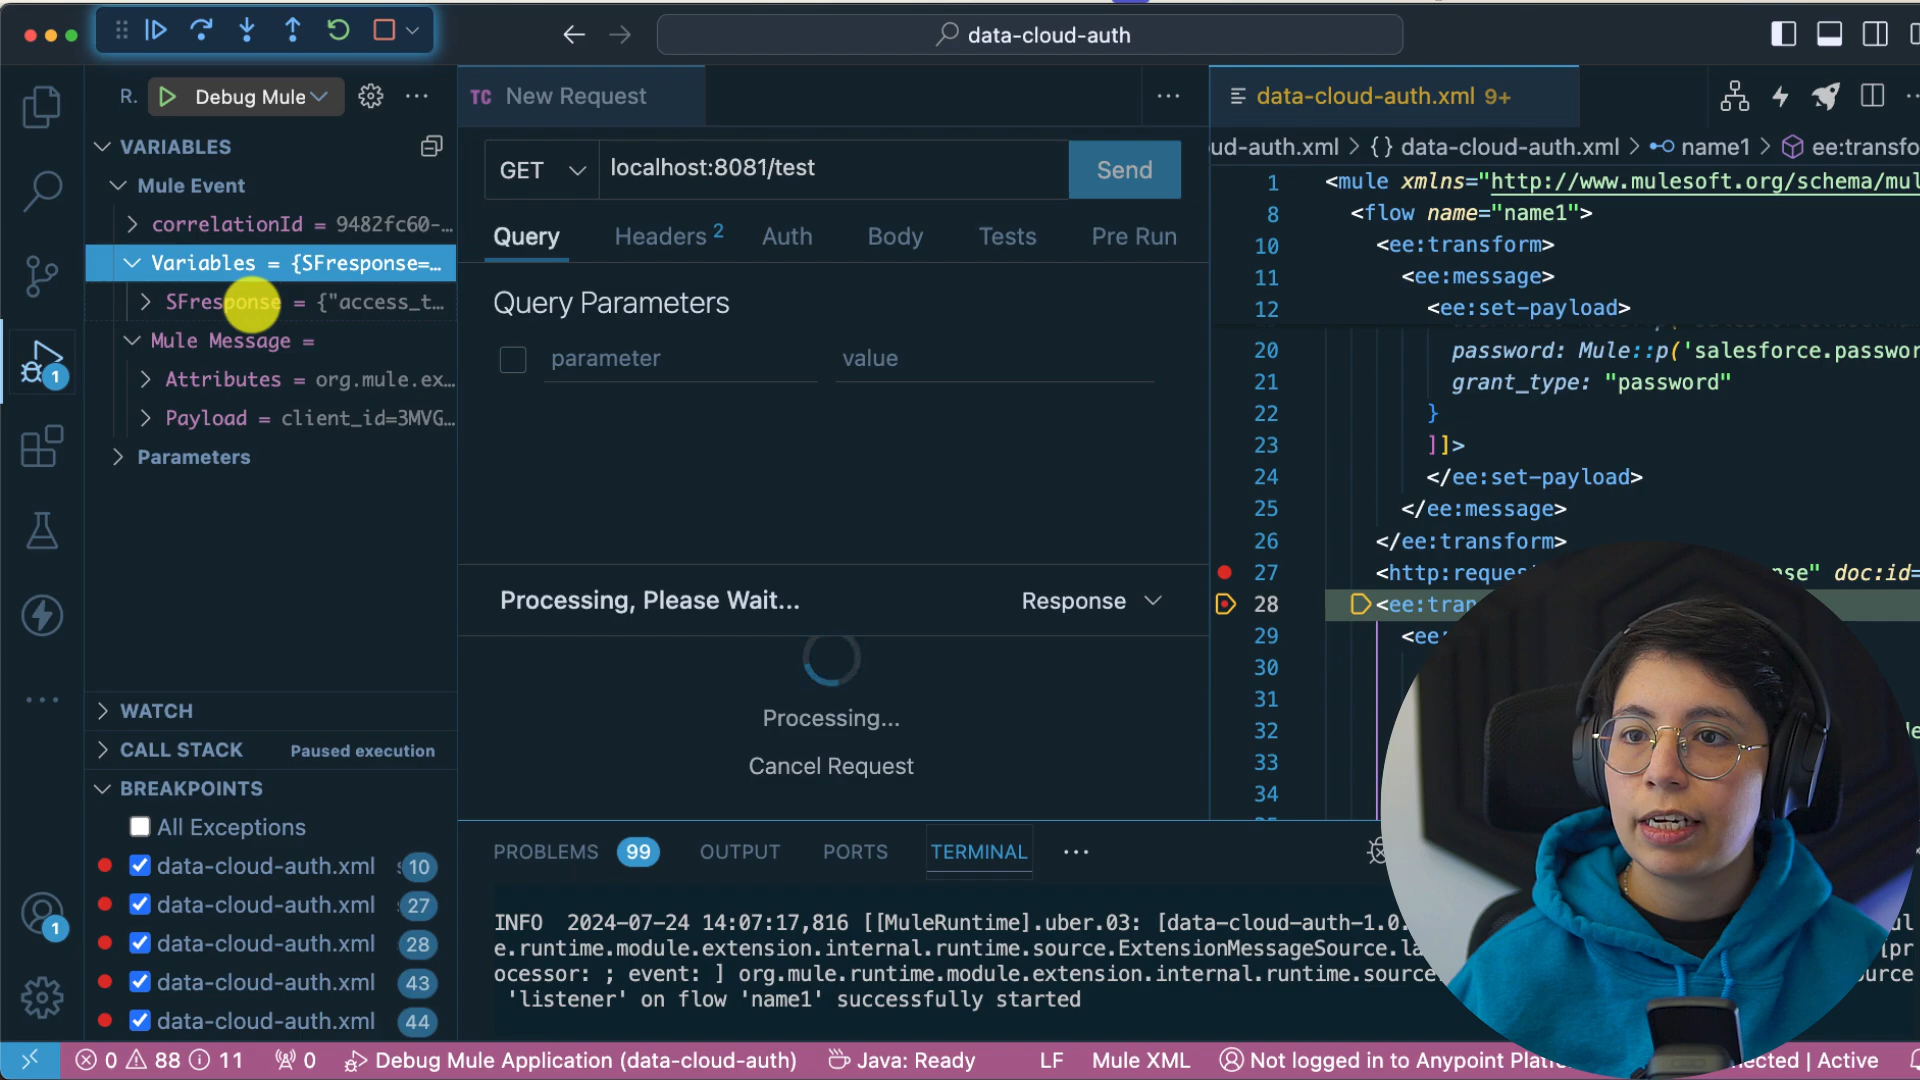 data-cloud-auth
R.
Debug Mule
VARIABLES
Mule Event
correlationId = 9482fc60-…
Variables = {SFresponse=…
SFresponse = {"access_t…
Mule Message =
Attributes = org.mule.ex…
Payload = client_id=3MVG…
Parameters
WATCH
CALL STACK Paused execution
BREAKPOINTS
All Exceptions
data-cloud-auth.xml 10
data-cloud-auth.xml 27
data-cloud-auth.xml 28
data-cloud-auth.xml 43
data-cloud-auth.xml 44
1
1
TC New Request
GET localhost:8081/test Send
Query Headers 2 Auth Body Tests Pre Run
Query Parameters
parameter value
Processing, Please Wait... Response
Processing...
Cancel Request
data-cloud-auth.xml 9+
ud-auth.xml > {} data-cloud-auth.xml > name1 > ee:transfo
1 <mule xmlns="http://www.mulesoft.org/schema/mul
8 <flow name="name1">
10 <ee:transform>
11 <ee:message>
12 <ee:set-payload>
20 password: Mule::p('salesforce.passwor
21 grant_type: "password"
22 }
23 ]]>
24 </ee:set-payload>
25 </ee:message>
26 </ee:transform>
27 <http:reques nse" doc:id=
28 <ee:tran
29 <ee:
30
31
32
33
34
PROBLEMS 99 OUTPUT PORTS TERMINAL
INFO 2024-07-24 14:07:17,816 [[MuleRuntime].uber.03: [data-cloud-auth-1.0.
e.runtime.module.extension.internal.runtime.source.ExtensionMessageSource.la
ocessor: ; event: ] org.mule.runtime.module.extension.internal.runtime.source
'listener' on flow 'name1' successfully started
0 88 11 0 Debug Mule Application (data-cloud-auth) Java: Ready LF Mule XML Not logged in to Anypoint Platf nected | Active